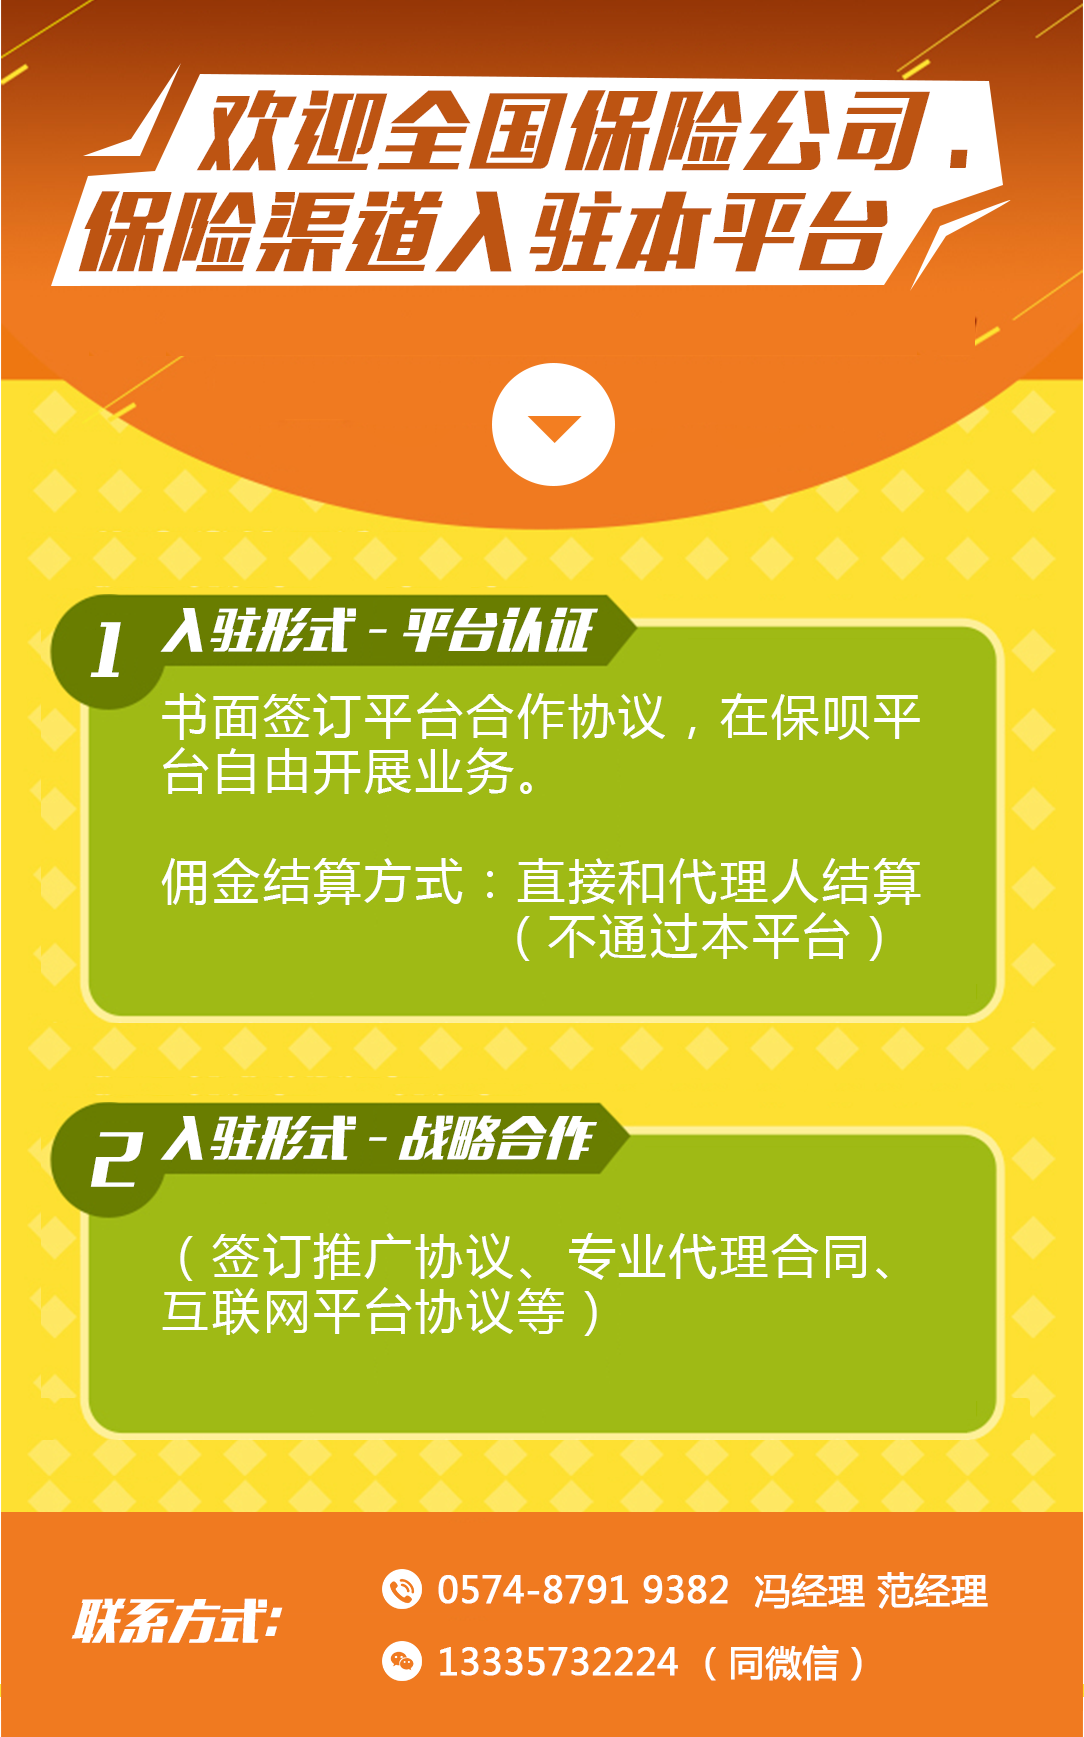 欢迎全国保险公司.
保险渠道入驻本平台
1 入驻形式 - 平台认证
书面签订平台合作协议，在保呗平
台自由开展业务。
佣金结算方式：直接和代理人结算
（不通过本平台）
2 入驻形式 - 战略合作
（签订推广协议、专业代理合同、
互联网平台协议等）
联系方式:
0574-8791 9382 冯经理 范经理
13335732224（同微信）